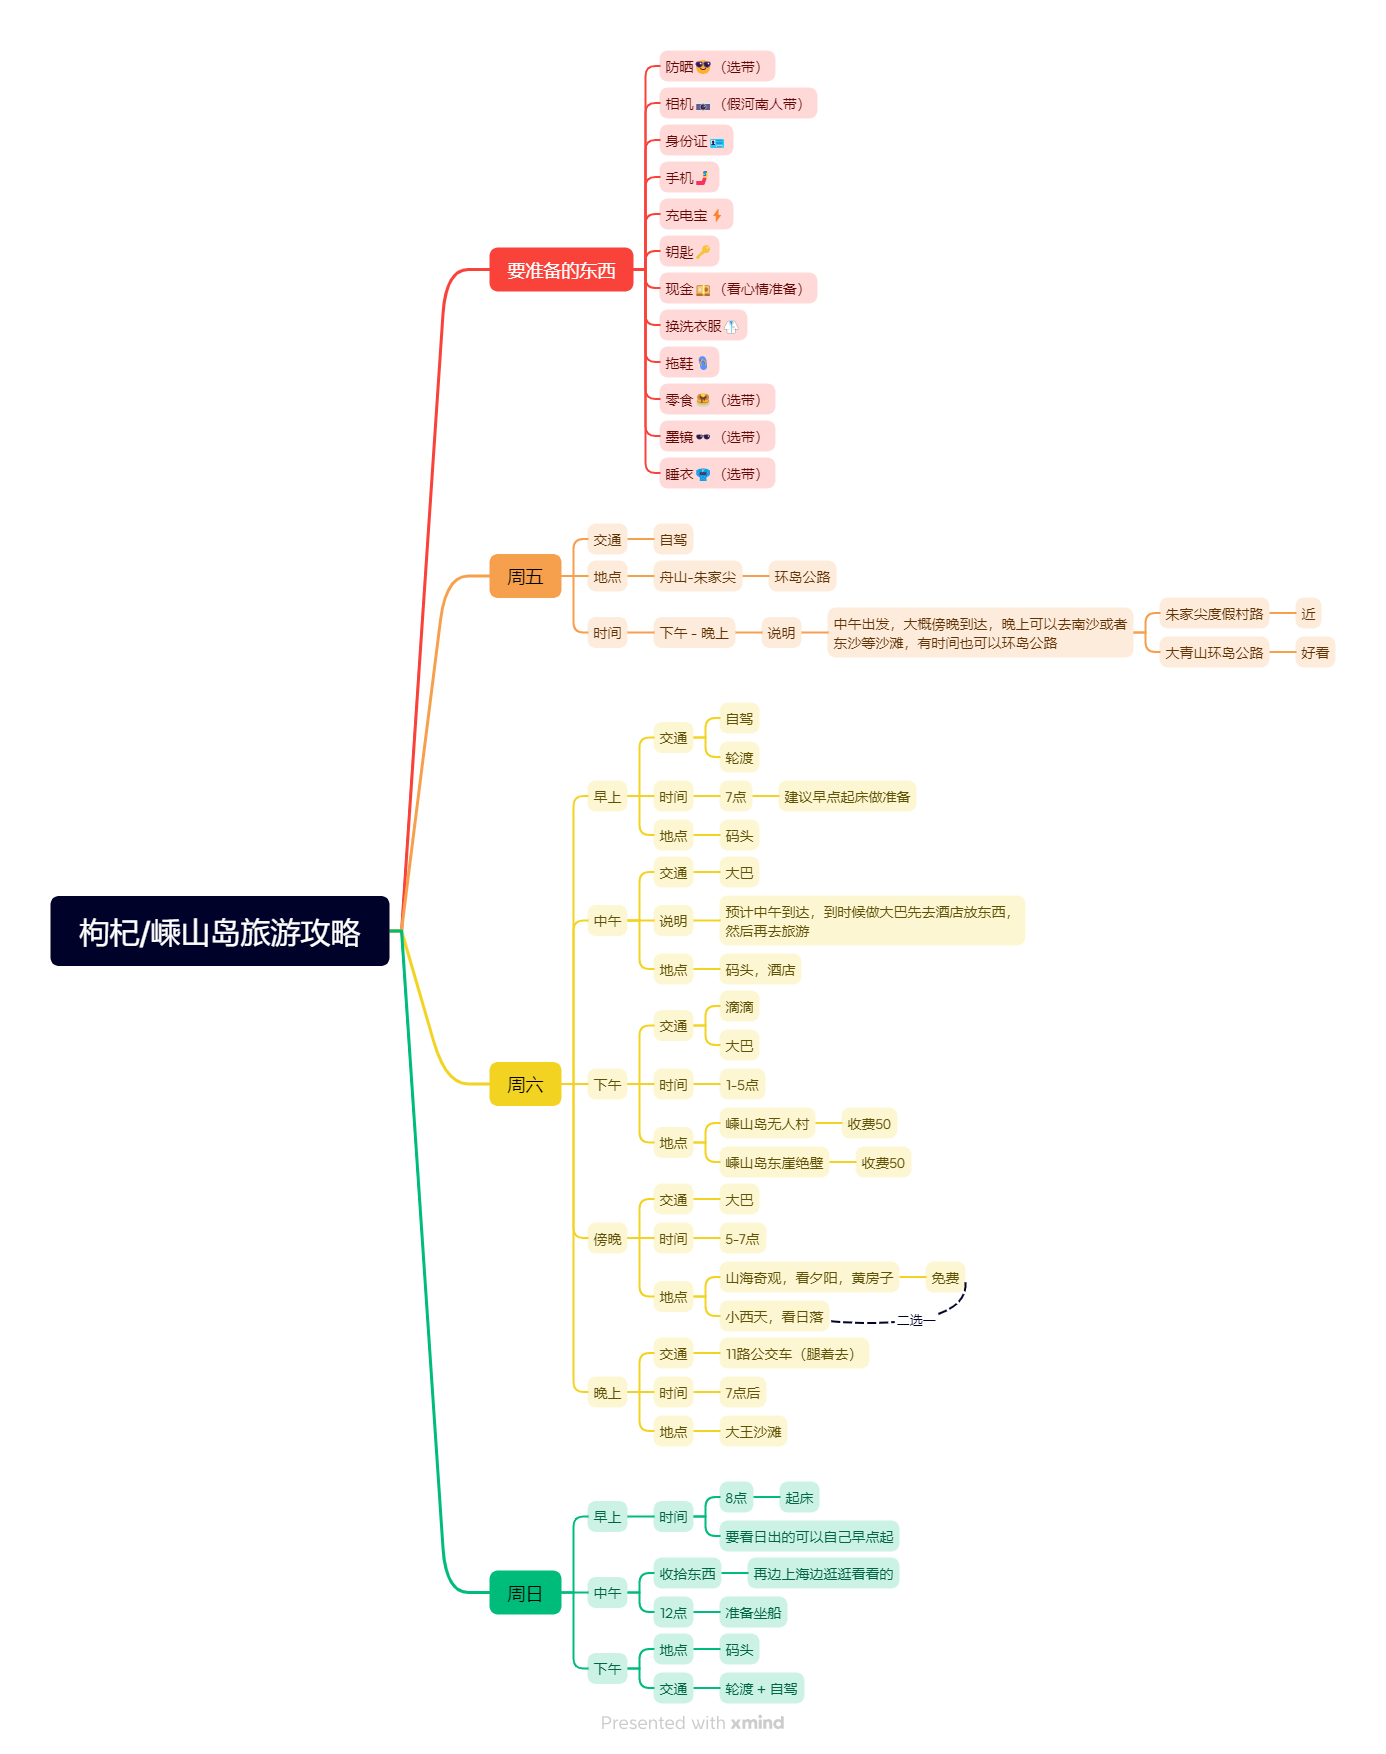 枸杞/嵊山岛旅游攻略
要准备的东西
防晒😎（选带）
相机📷（假河南人带）
身份证🪪
手机🤳
充电宝⚡
钥匙🔑
现金💴（看心情准备）
换洗衣服🥼
拖鞋🩴
零食🍯（选带）
墨镜🕶️（选带）
睡衣👘（选带）
周五
交通
自驾
地点
舟山-朱家尖
环岛公路
时间
下午 - 晚上
说明
中午出发，大概傍晚到达，晚上可以去南沙或者
东沙等沙滩，有时间也可以环岛公路
朱家尖度假村路
近
大青山环岛公路
好看
周六
早上
交通
自驾
轮渡
时间
7点
建议早点起床做准备
地点
码头
中午
交通
大巴
说明
预计中午到达，到时候做大巴先去酒店放东西，
然后再去旅游
地点
码头，酒店
下午
交通
滴滴
大巴
时间
1-5点
地点
嵊山岛无人村
收费50
嵊山岛东崖绝壁
收费50
傍晚
交通
大巴
时间
5-7点
地点
山海奇观，看夕阳，黄房子
免费
小西天，看日落
二选一
晚上
交通
11路公交车（腿着去）
时间
7点后
地点
大王沙滩
周日
早上
时间
8点
起床
要看日出的可以自己早点起
中午
收拾东西
再边上海边逛逛看看的
12点
准备坐船
下午
地点
码头
交通
轮渡 + 自驾
Presented with xmind